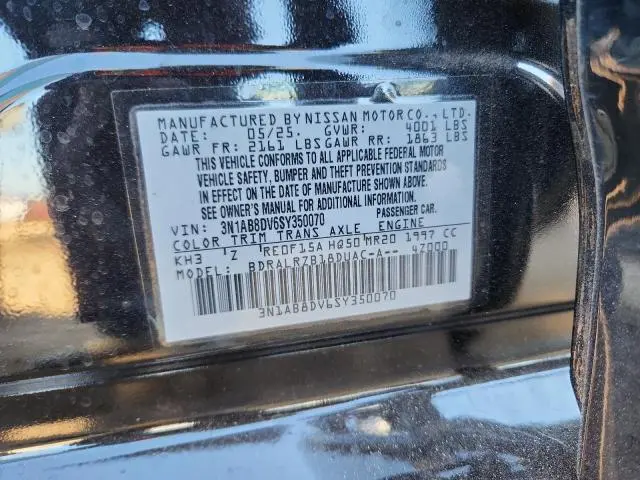 MANUFACTURED BY NISSAN MOTOR CO., LTD.
DATE: 05/25. GVWR: 4001 LBS
GAWR FR: 2161 LBS GAWR RR: 1863 LBS
THIS VEHICLE CONFORMS TO ALL APPLICABLE FEDERAL MOTOR
VEHICLE SAFETY, BUMPER AND THEFT PREVENTION STANDARDS
IN EFFECT ON THE DATE OF MANUFACTURE SHOWN ABOVE.
SEE OWNER'S MANUAL FOR ADDITIONAL INFORMATION.
VIN: 3N1AB8DV6SY350070 PASSENGER CAR.
COLOR TRIM TRANS AXLE ENGINE
KH3 Z RE0F15A HQ50 MR20 1997 CC
MODEL: BDRALRZB18DUAC-A-- 4Z000
3N1AB8DV6SY350070